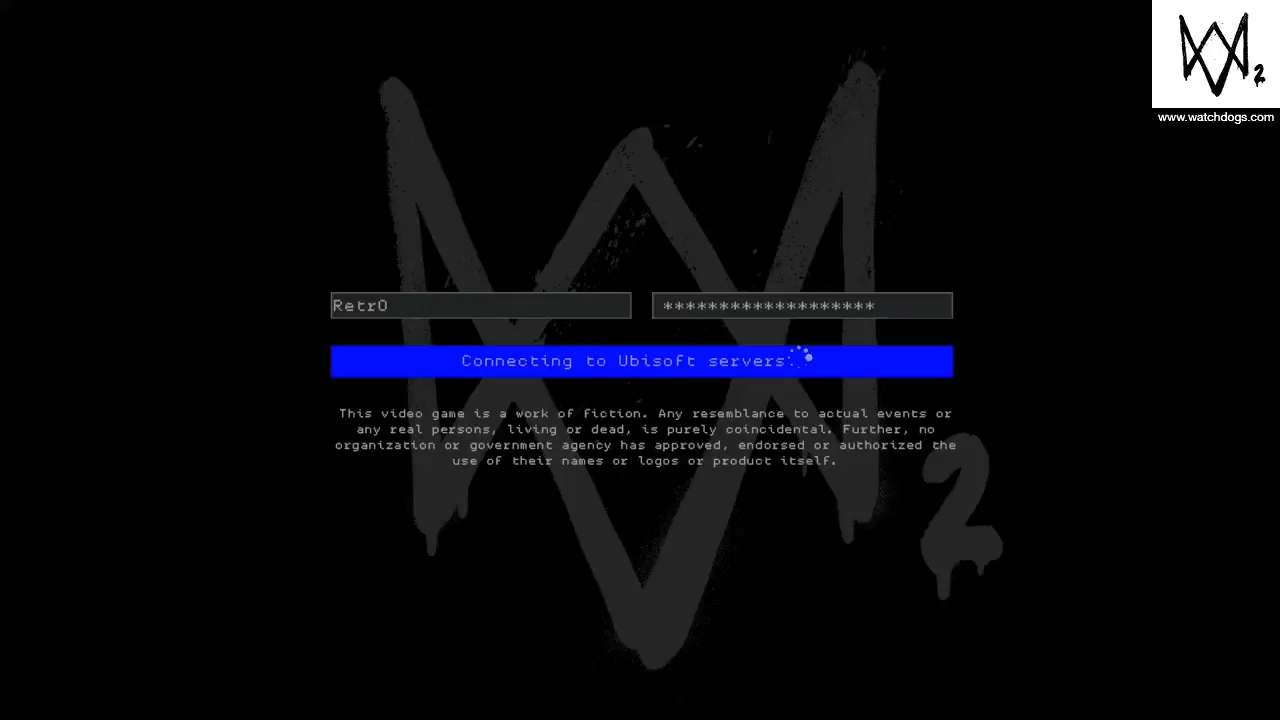 2
www.watchdogs.com
Retr0 *******************
Connecting to Ubisoft servers
This video game is a work of fiction. Any resemblance to actual events or
any real persons, living or dead, is purely coincidental. Further, no
organization or government agency has approved, endorsed or authorized the
use of their names or logos or product itself.
2